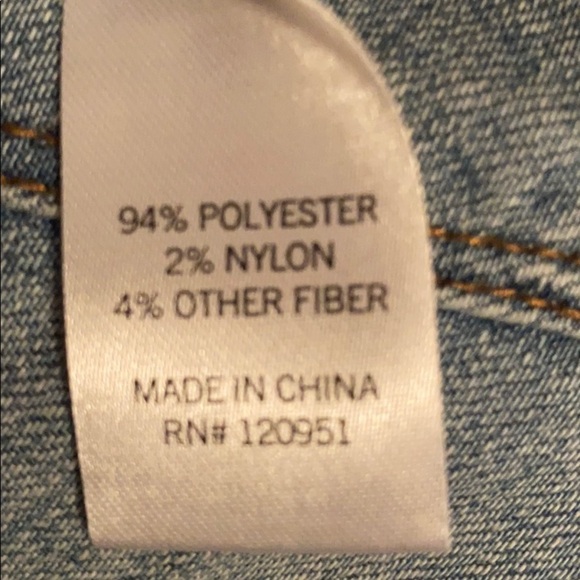 94% POLYESTER
2% NYLON
4% OTHER FIBER
MADE IN CHINA
RN# 120951